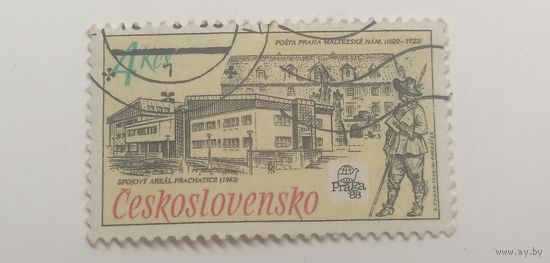 POŠTA PRAHA MALTÉZSKÉ NÁM. (1622–1723)
4 Kčs
SPOJOVÝ AREÁL PRACHATICE (1982)
Praga
88
Československo
ay.by